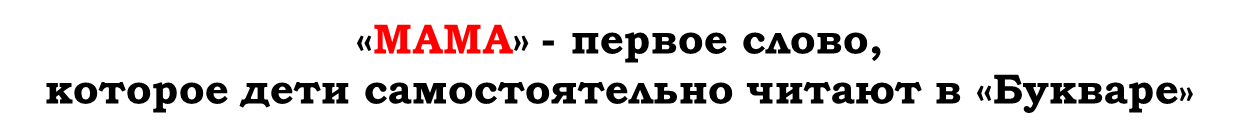 «МАМА» - первое слово,
которое дети самостоятельно читают в «Букваре»